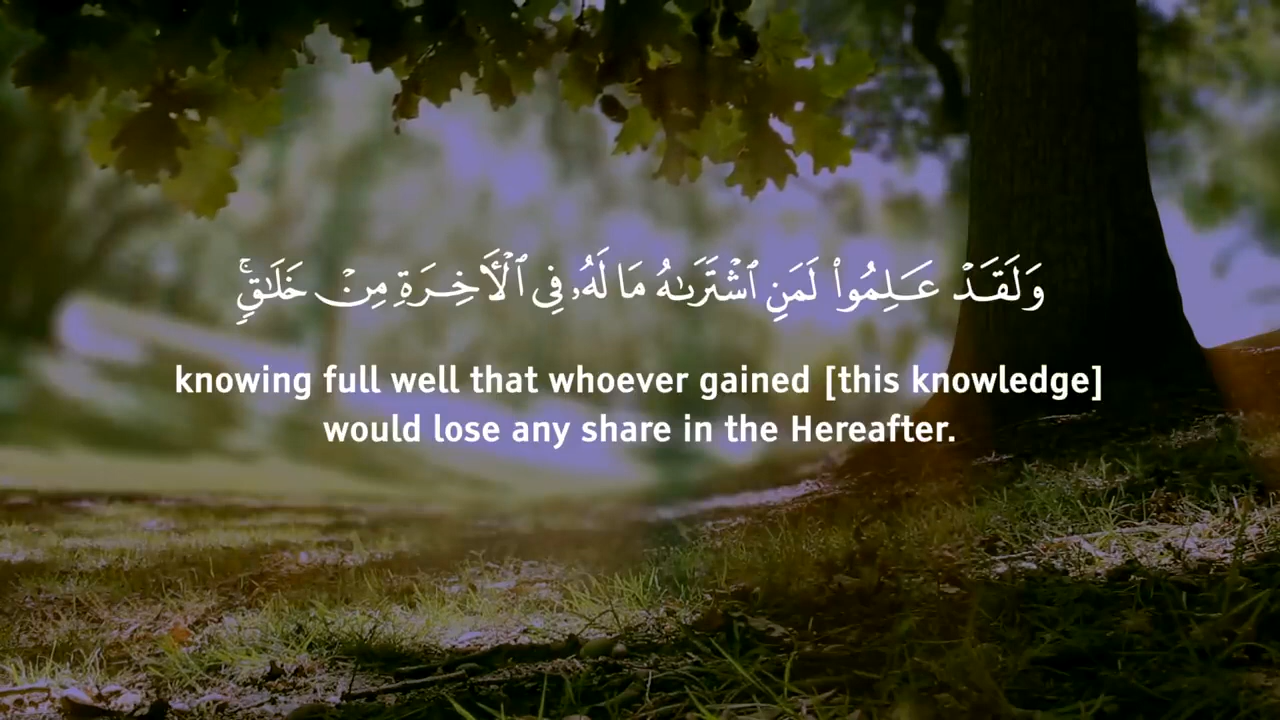 وَلَقَدْ عَلِمُوا۟ لَمَنِ ٱشْتَرَىٰهُ مَا لَهُۥ فِى ٱلْـَٔاخِرَةِ مِنْ خَلَـٰقٍۢ ۚ
knowing full well that whoever gained [this knowledge]
would lose any share in the Hereafter.